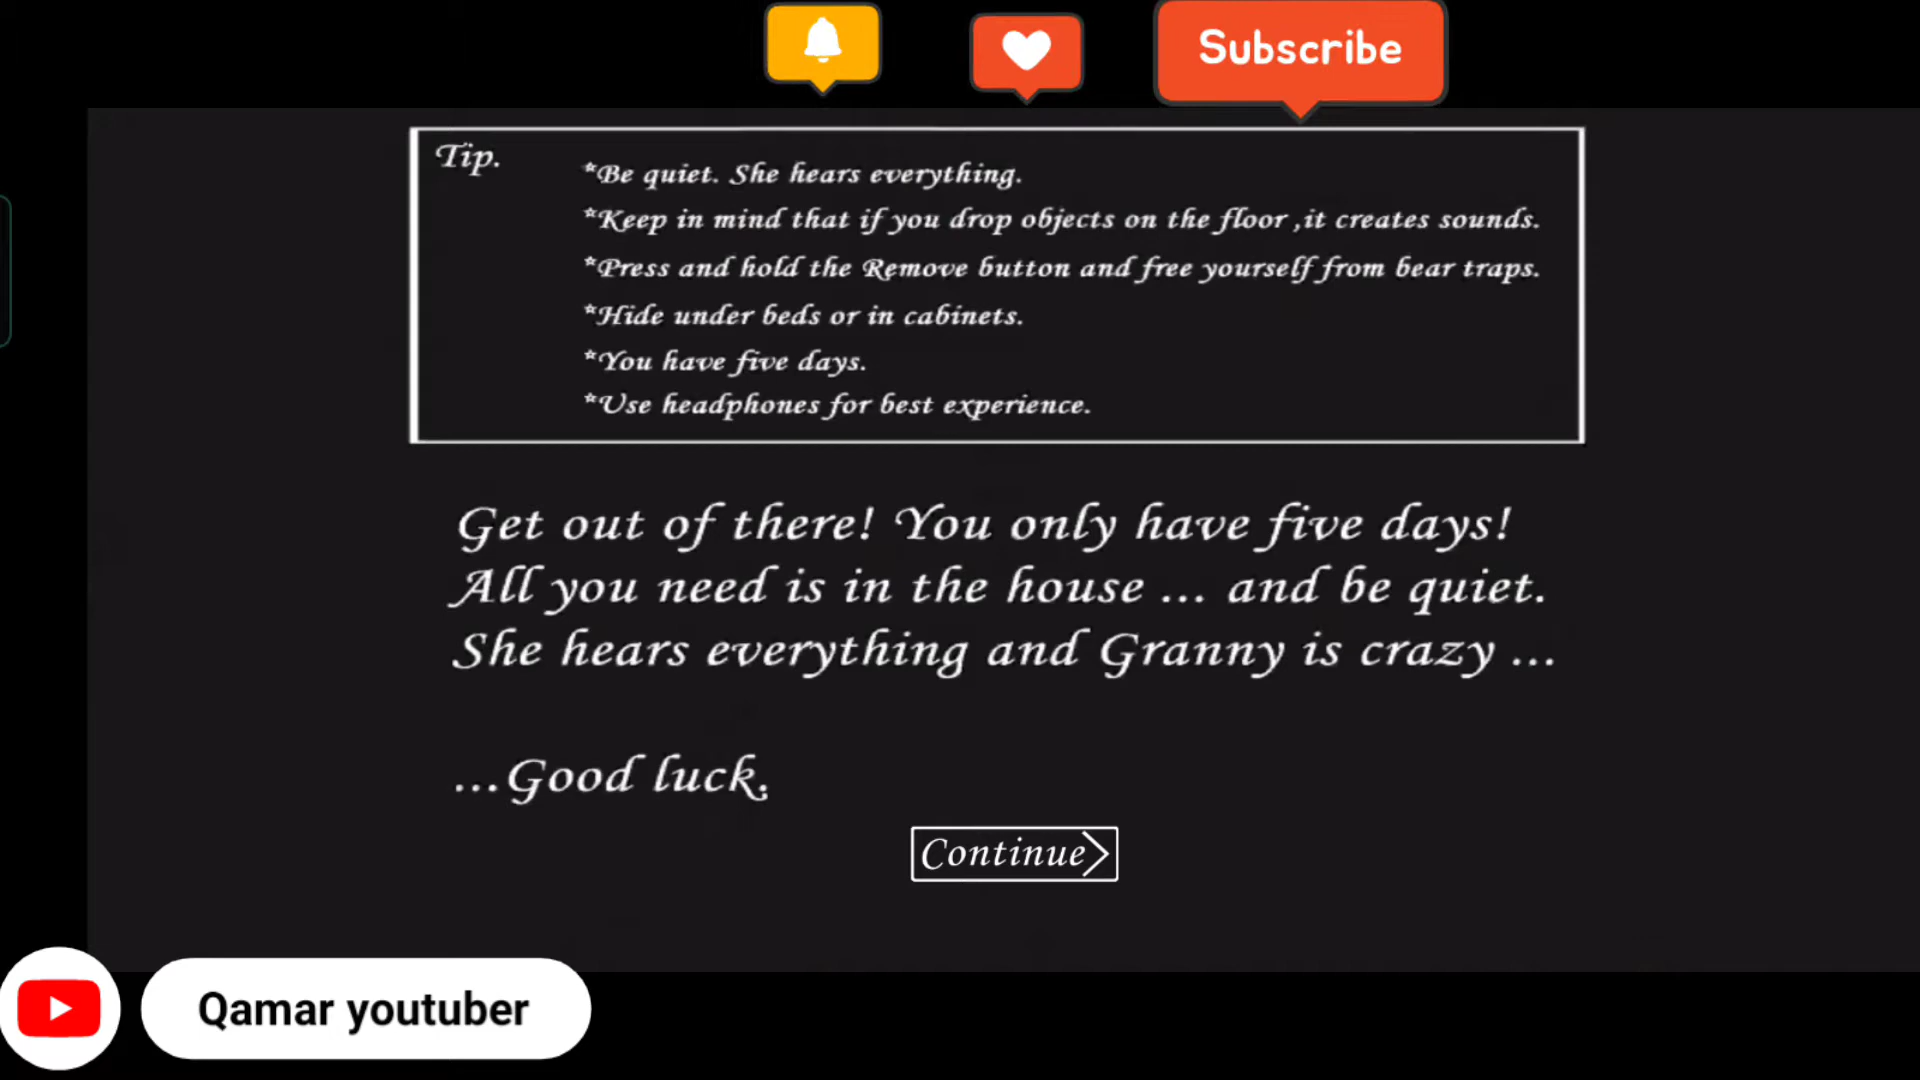 Subscribe
Tip.
*Be quiet. She hears everything.
*Keep in mind that if you drop objects on the floor ,it creates sounds.
*Press and hold the Remove button and free yourself from bear traps.
*Hide under beds or in cabinets.
*You have five days.
*Use headphones for best experience.
Get out of there! You only have five days!
All you need is in the house ... and be quiet.
She hears everything and Granny is crazy ...
...Good luck.
Continue
Qamar youtuber